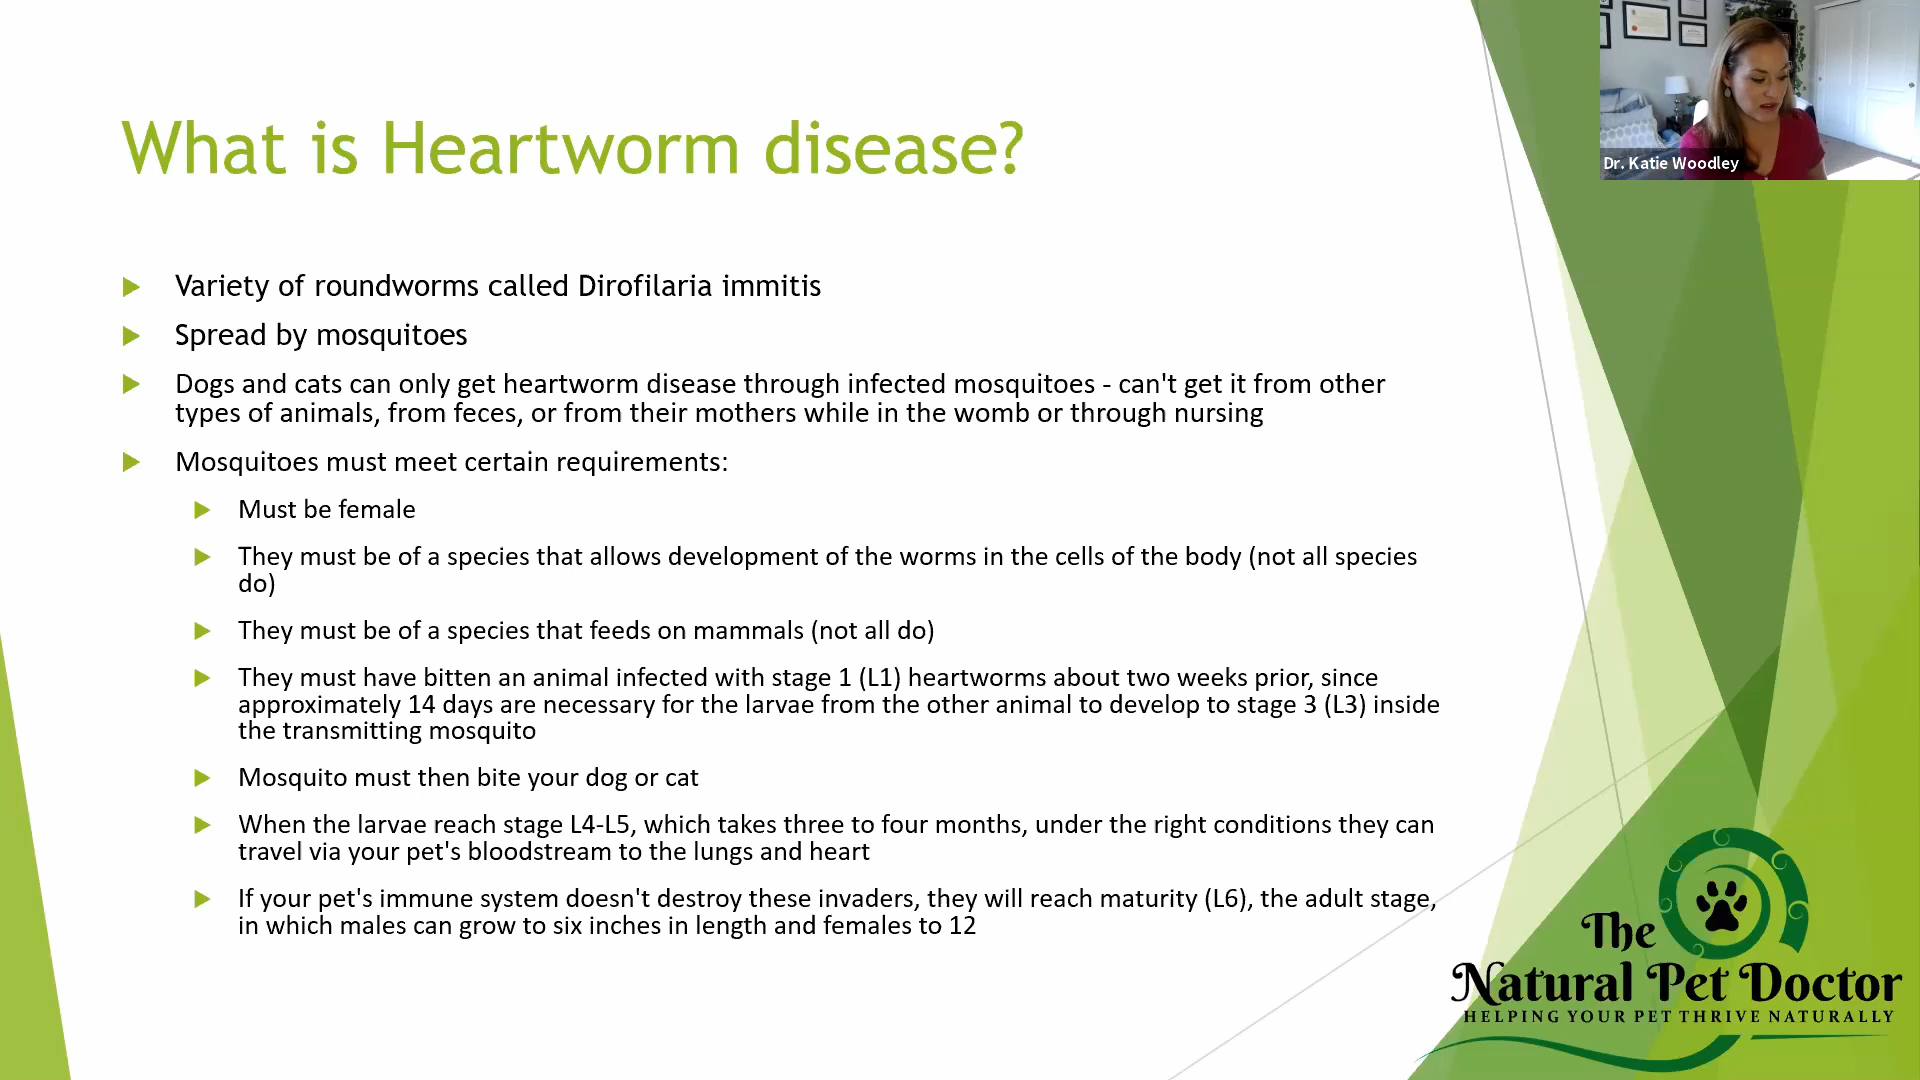 What is Heartworm disease?
Dr. Katie Woodley
Variety of roundworms called Dirofilaria immitis
Spread by mosquitoes
Dogs and cats can only get heartworm disease through infected mosquitoes - can't get it from other
types of animals, from feces, or from their mothers while in the womb or through nursing
Mosquitoes must meet certain requirements:
Must be female
They must be of a species that allows development of the worms in the cells of the body (not all species
do)
They must be of a species that feeds on mammals (not all do)
They must have bitten an animal infected with stage 1 (L1) heartworms about two weeks prior, since
approximately 14 days are necessary for the larvae from the other animal to develop to stage 3 (L3) inside
the transmitting mosquito
Mosquito must then bite your dog or cat
When the larvae reach stage L4-L5, which takes three to four months, under the right conditions they can
travel via your pet's bloodstream to the lungs and heart
If your pet's immune system doesn't destroy these invaders, they will reach maturity (L6), the adult stage,
in which males can grow to six inches in length and females to 12
The
Natural Pet Doctor
HELPING YOUR PET THRIVE NATURALLY